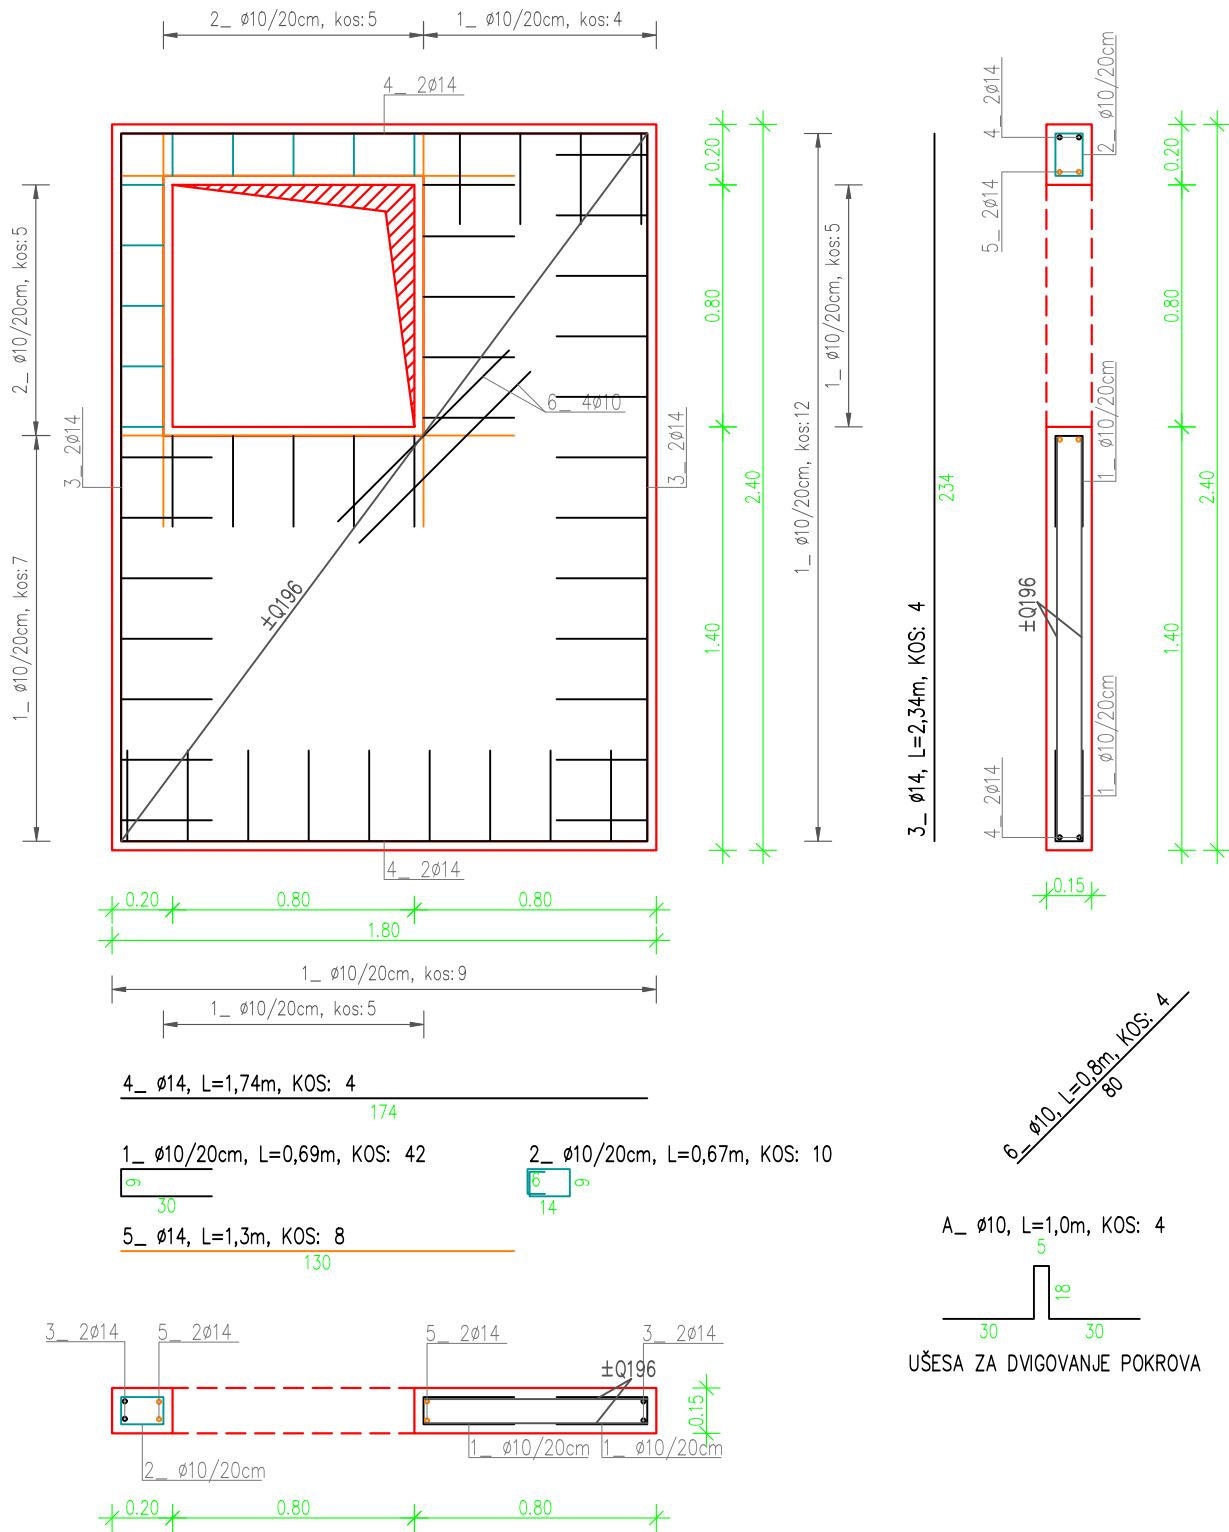 2_ ø10/20cm, kos:5
1_ ø10/20cm, kos:4
4_ 2ø14
2_ ø10/20cm, kos:5
3_ 2ø14
1_ ø10/20cm, kos:7
6_ 4ø10
±Q196
3_ 2ø14
4_ 2ø14
0.20
0.80
1.40
2.40
1_ ø10/20cm, kos:12
1_ ø10/20cm, kos:5
234
3_ ø14, L=2,34m, KOS: 4
4_ 2ø14
5_ 2ø14
2_ ø10/20cm
1_ ø10/20cm
±Q196
1_ ø10/20cm
4_ 2ø14
0.15
0.20
0.80
1.40
2.40
0.20
0.80
0.80
1.80
1_ ø10/20cm, kos:9
1_ ø10/20cm, kos:5
4_ ø14, L=1,74m, KOS: 4
174
1_ ø10/20cm, L=0,69m, KOS: 42
9
30
2_ ø10/20cm, L=0,67m, KOS: 10
6
9
14
5_ ø14, L=1,3m, KOS: 8
130
6_ ø10, L=0,8m, KOS: 4
80
A_ ø10, L=1,0m, KOS: 4
5
18
30
30
UŠESA ZA DVIGOVANJE POKROVA
3_ 2ø14
5_ 2ø14
5_ 2ø14
3_ 2ø14
±Q196
0.15
2_ ø10/20cm
1_ ø10/20cm
1_ ø10/20cm
0.20
0.80
0.80